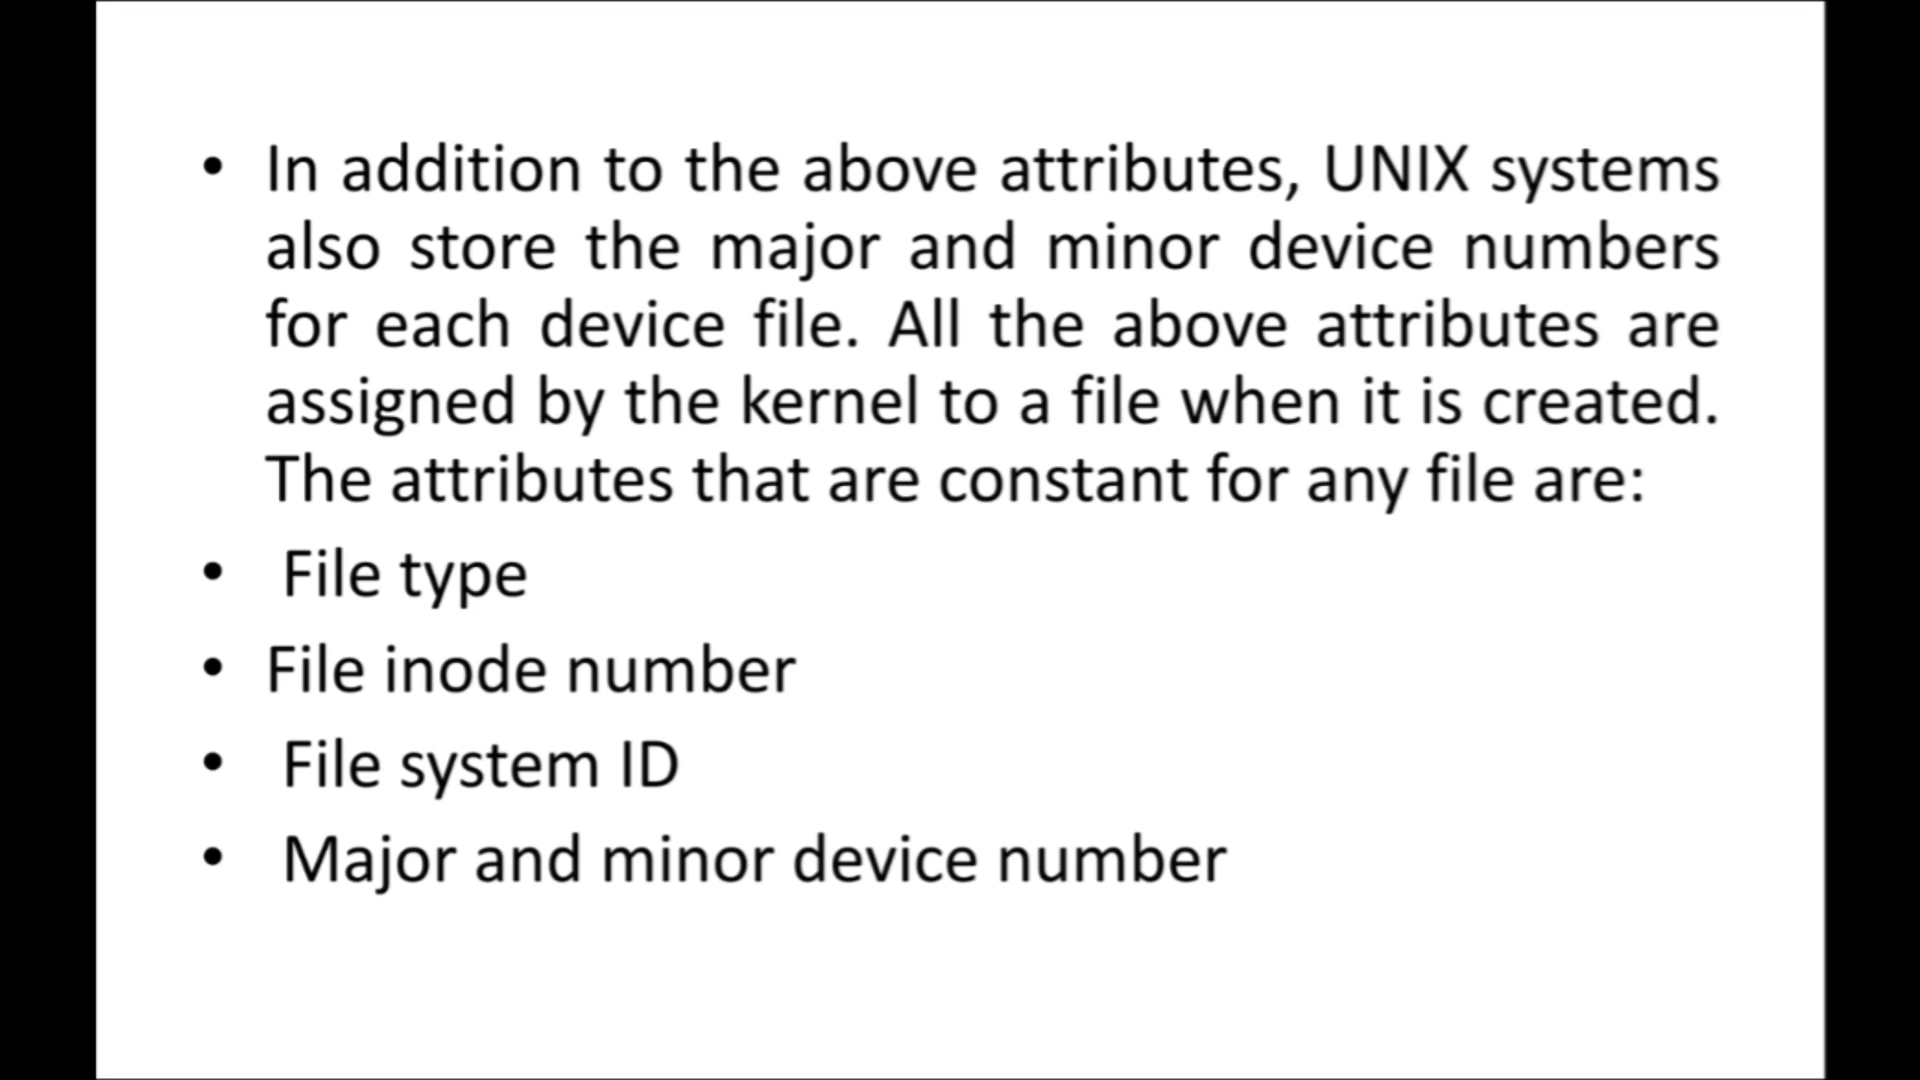 • In addition to the above attributes, UNIX systems
also store the major and minor device numbers
for each device file. All the above attributes are
assigned by the kernel to a file when it is created.
The attributes that are constant for any file are:
• File type
• File inode number
• File system ID
• Major and minor device number